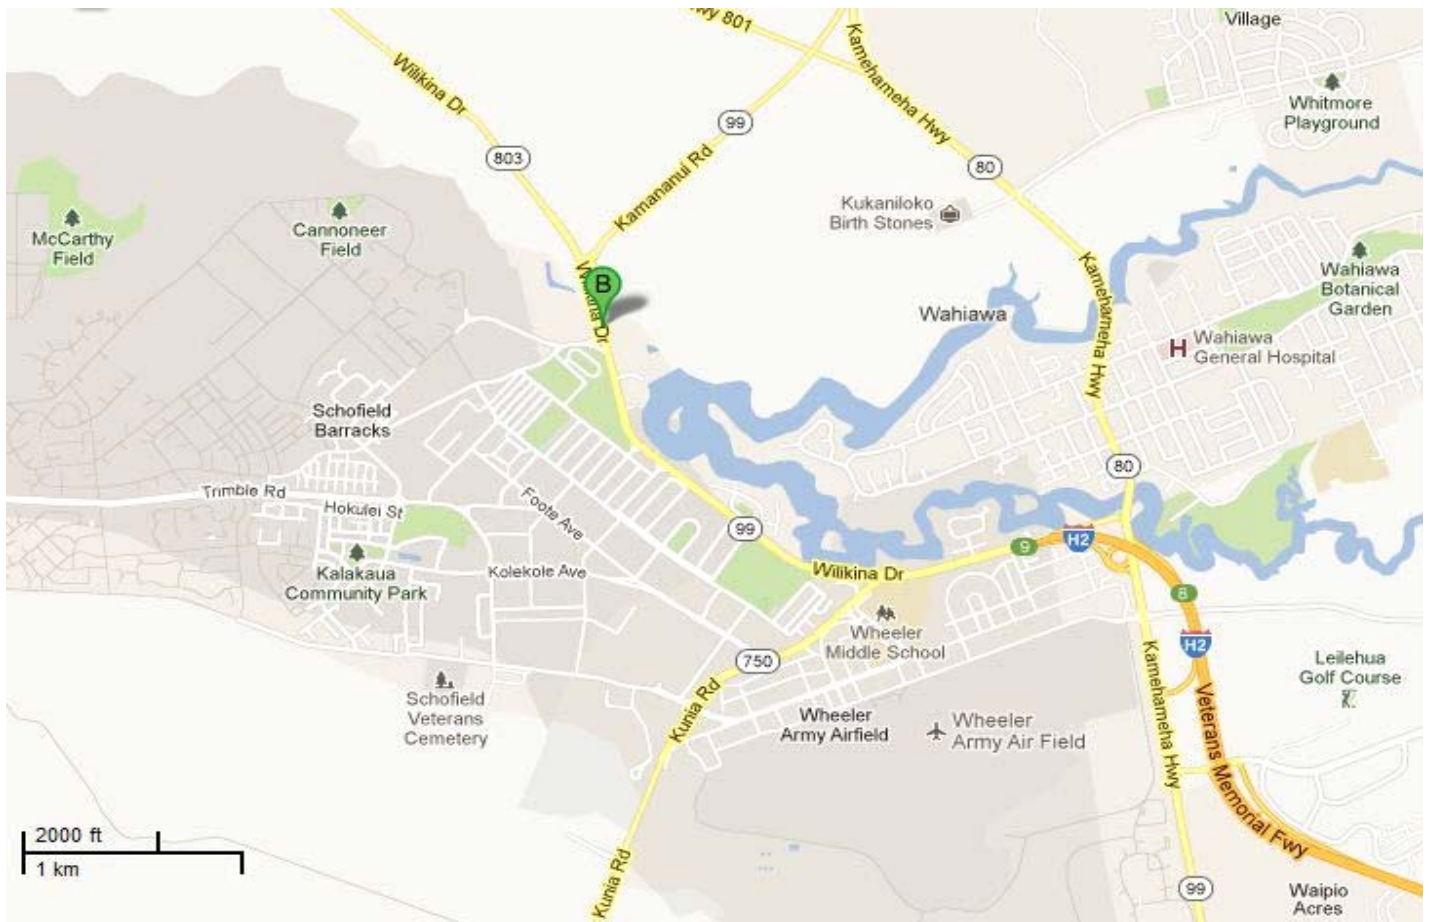 wy 801
Village
Wilikina Dr
Kamehameha Hwy
Whitmore
Playground
99
803
80
Kamananui Rd
Kukaniloko
Birth Stones
McCarthy
Field
Cannoneer
Field
Wahiawa
Botanical
Garden
B
Wilikina Dr
Kamehameha Hwy
Wahiawa
H
Wahiawa
General Hospital
Schofield
Barracks
80
Trimble Rd
Hokulei St
Foote Ave
99
H2
9
Wilikina Dr
Kolekole Ave
Kalakaua
Community Park
8
Wheeler
Middle School
H2
750
Kamehameha Hwy
Leilehua
Golf Course
Schofield
Veterans
Cemetery
Kunia Rd
Wheeler
Army Airfield
Wheeler
Army Air Field
Veterans Memorial Fwy
2000 ft
1 km
Kunia Rd
99
Waipio
Acres